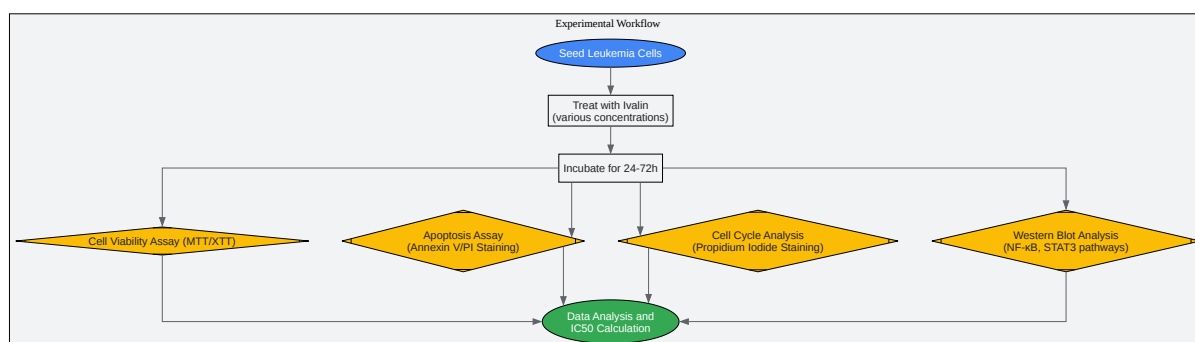 Experimental Workflow
Seed Leukemia Cells
Treat with Ivalin
(various concentrations)
Incubate for 24-72h
Cell Viability Assay (MTT/XTT)
Apoptosis Assay
(Annexin V/PI Staining)
Cell Cycle Analysis
(Propidium Iodide Staining)
Western Blot Analysis
(NF-κB, STAT3 pathways)
Data Analysis and
IC50 Calculation